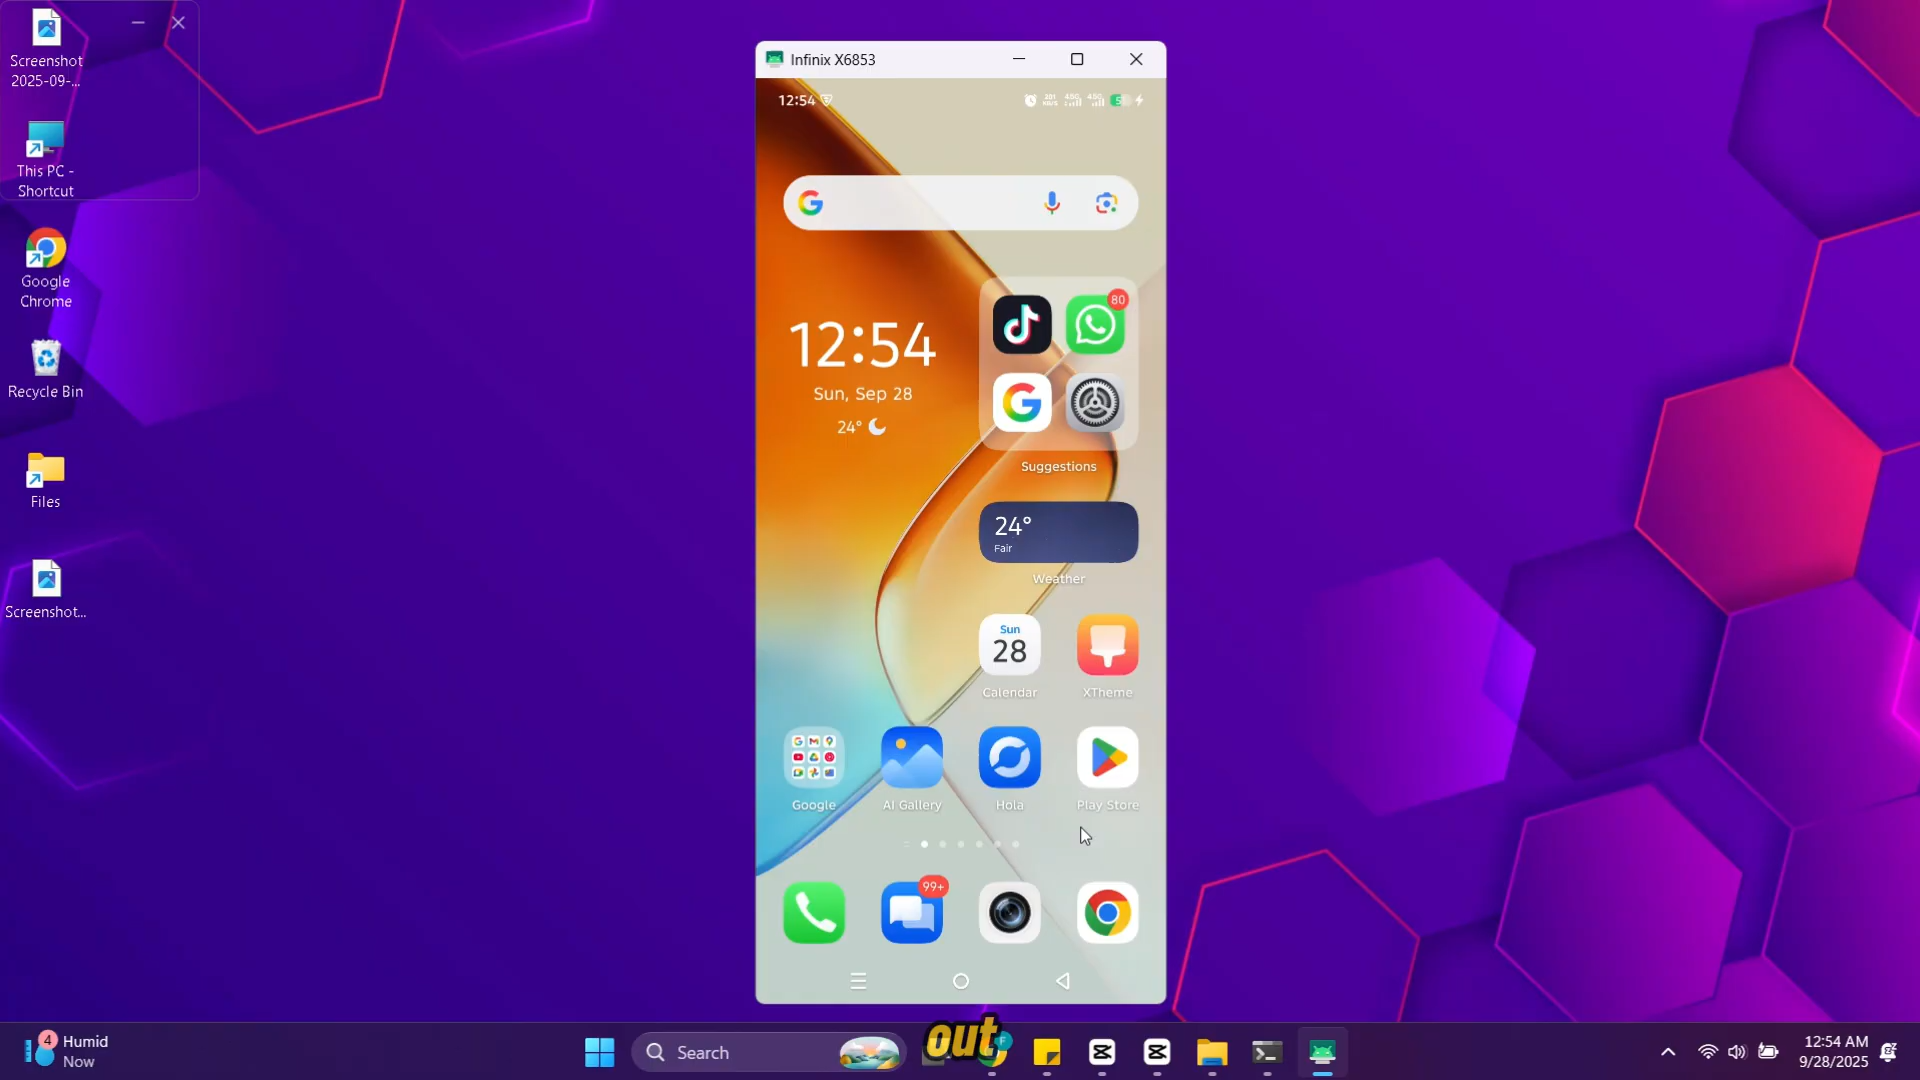 Screenshot
2025-09-...
This PC -
Shortcut
Google
Chrome
Recycle Bin
Files
Screenshot...
Infinix X6853
12:54
12:54
Sun, Sep 28
24°
80
Suggestions
24°
Fair
Weather
Sun
28
Calendar
XTheme
Google
AI Gallery
Hola
Play Store
99+
out
4
Humid
Now
Search
12:54 AM
9/28/2025